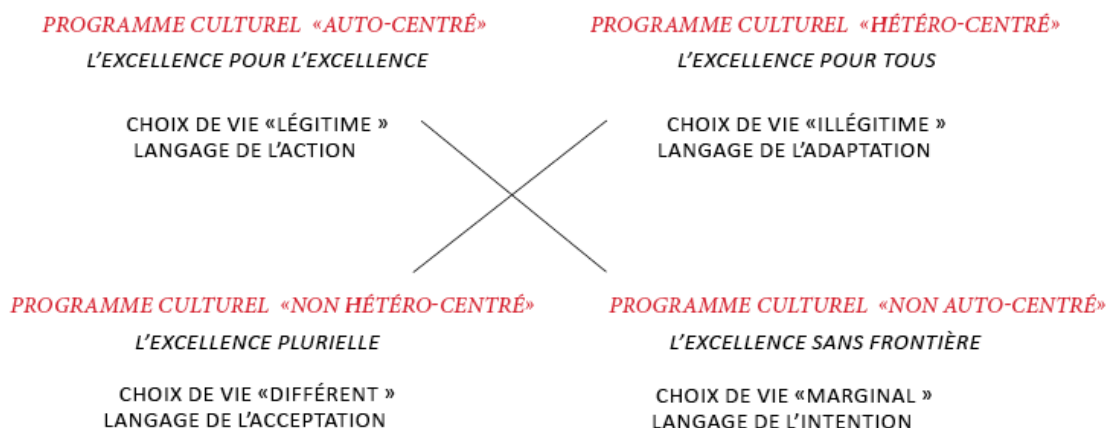 PROGRAMME CULTUREL «AUTO-CENTRÉ»
L'EXCELLENCE POUR L'EXCELLENCE
CHOIX DE VIE «LÉGITIME »
LANGAGE DE L'ACTION
PROGRAMME CULTUREL «HÉTÉRO-CENTRÉ»
L'EXCELLENCE POUR TOUS
CHOIX DE VIE «ILLÉGITIME »
LANGAGE DE L'ADAPTATION
PROGRAMME CULTUREL «NON HÉTÉRO-CENTRÉ»
L'EXCELLENCE PLURIELLE
CHOIX DE VIE «DIFFÉRENT »
LANGAGE DE L'ACCEPTATION
PROGRAMME CULTUREL «NON AUTO-CENTRÉ»
L'EXCELLENCE SANS FRONTIÈRE
CHOIX DE VIE «MARGINAL »
LANGAGE DE L'INTENTION